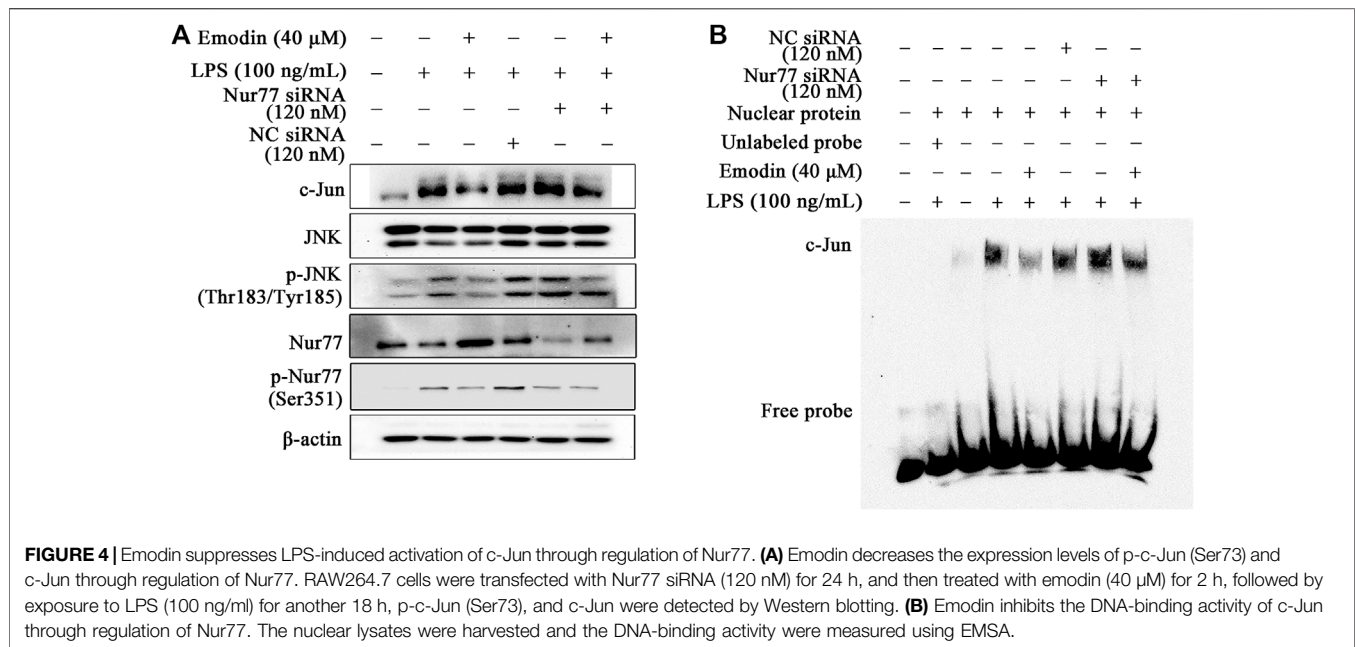 A Emodin (40 µM) – – + – – +
LPS (100 ng/mL) – + + + + +
Nur77 siRNA – – – – + +
(120 nM)
NC siRNA – – – + – –
(120 nM)
c-Jun
JNK
p-JNK
(Thr183/Tyr185)
Nur77
p-Nur77
(Ser351)
β-actin
B NC siRNA – – – – – + – –
(120 nM)
Nur77 siRNA – – – – – – + +
(120 nM)
Nuclear protein – + + + + + + +
Unlabeled probe – + – – – – – –
Emodin (40 µM) – – – – + – – +
LPS (100 ng/mL) – + – + + + + +
c-Jun
Free probe
FIGURE 4 | Emodin suppresses LPS-induced activation of c-Jun through regulation of Nur77. (A) Emodin decreases the expression levels of p-c-Jun (Ser73) and
c-Jun through regulation of Nur77. RAW264.7 cells were transfected with Nur77 siRNA (120 nM) for 24 h, and then treated with emodin (40 µM) for 2 h, followed by
exposure to LPS (100 ng/ml) for another 18 h, p-c-Jun (Ser73), and c-Jun were detected by Western blotting. (B) Emodin inhibits the DNA-binding activity of c-Jun
through regulation of Nur77. The nuclear lysates were harvested and the DNA-binding activity were measured using EMSA.